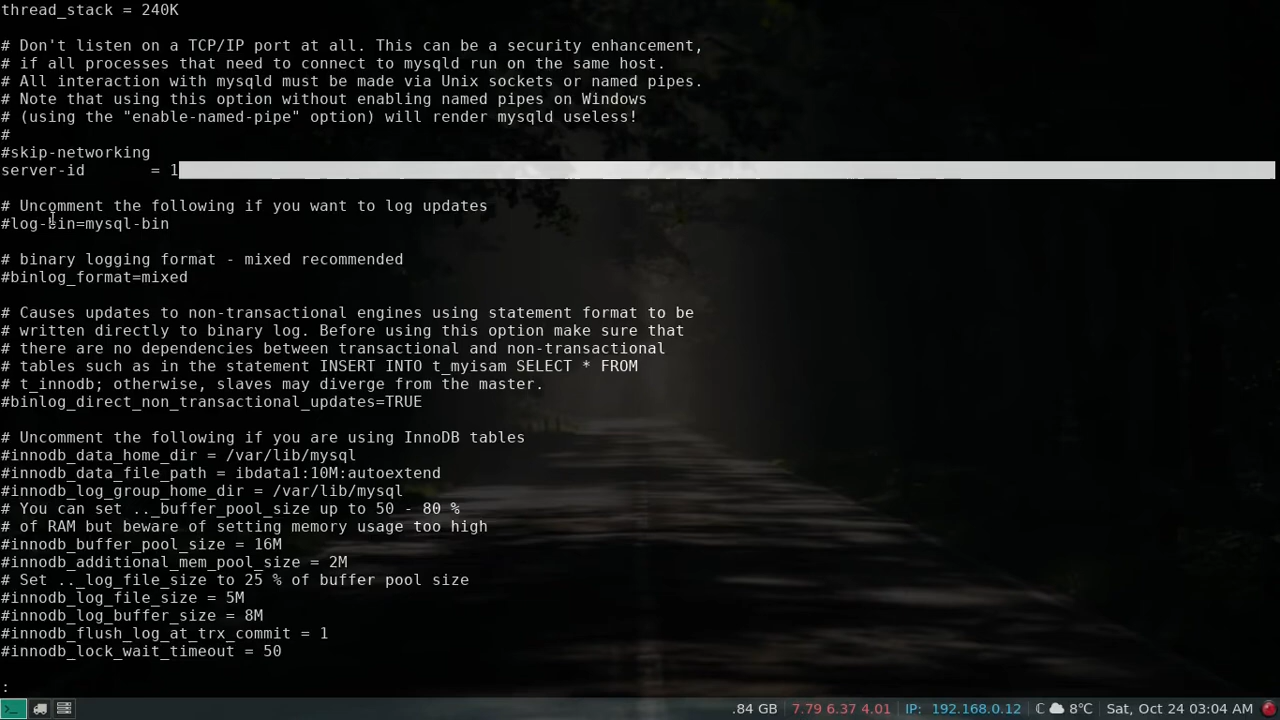 thread_stack = 240K
# Don't listen on a TCP/IP port at all. This can be a security enhancement,
# if all processes that need to connect to mysqld run on the same host.
# All interaction with mysqld must be made via Unix sockets or named pipes.
# Note that using this option without enabling named pipes on Windows
# (using the "enable-named-pipe" option) will render mysqld useless!
#
#skip-networking
server-id       = 1
# Uncomment the following if you want to log updates
#log-bin=mysql-bin
# binary logging format - mixed recommended
#binlog_format=mixed
# Causes updates to non-transactional engines using statement format to be
# written directly to binary log. Before using this option make sure that
# there are no dependencies between transactional and non-transactional
# tables such as in the statement INSERT INTO t_myisam SELECT * FROM
# t_innodb; otherwise, slaves may diverge from the master.
#binlog_direct_non_transactional_updates=TRUE
# Uncomment the following if you are using InnoDB tables
#innodb_data_home_dir = /var/lib/mysql
#innodb_data_file_path = ibdata1:10M:autoextend
#innodb_log_group_home_dir = /var/lib/mysql
# You can set .._buffer_pool_size up to 50 - 80 %
# of RAM but beware of setting memory usage too high
#innodb_buffer_pool_size = 16M
#innodb_additional_mem_pool_size = 2M
# Set .._log_file_size to 25 % of buffer pool size
#innodb_log_file_size = 5M
#innodb_log_buffer_size = 8M
#innodb_flush_log_at_trx_commit = 1
#innodb_lock_wait_timeout = 50
:
.84 GB 7.79 6.37 4.01 IP: 192.168.0.12 8℃ Sat, Oct 24 03:04 AM